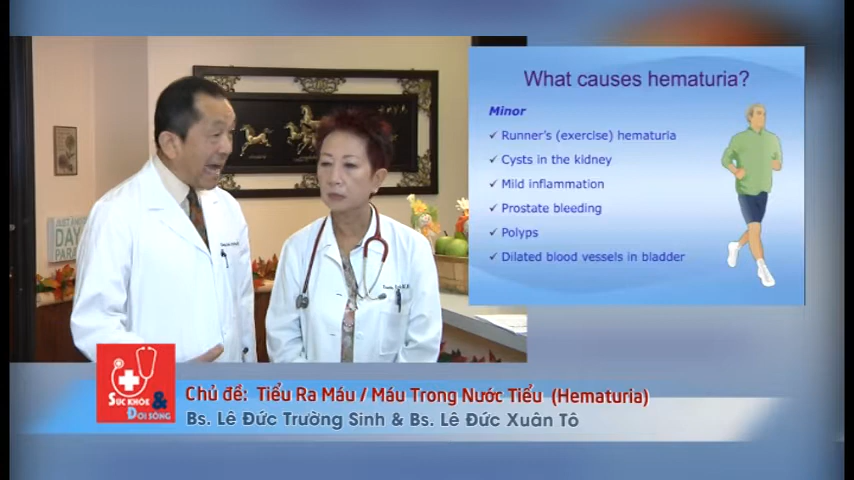 What causes hematuria?
Minor
✓ Runner's (exercise) hematuria
✓ Cysts in the kidney
✓ Mild inflammation
✓ Prostate bleeding
✓ Polyps
✓ Dilated blood vessels in bladder
DAY
PARA
SỨC KHỎE
&
ĐỜI SỐNG
Chủ đề: Tiểu Ra Máu / Máu Trong Nước Tiểu (Hematuria)
Bs. Lê Đức Trường Sinh & Bs. Lê Đức Xuân Tô